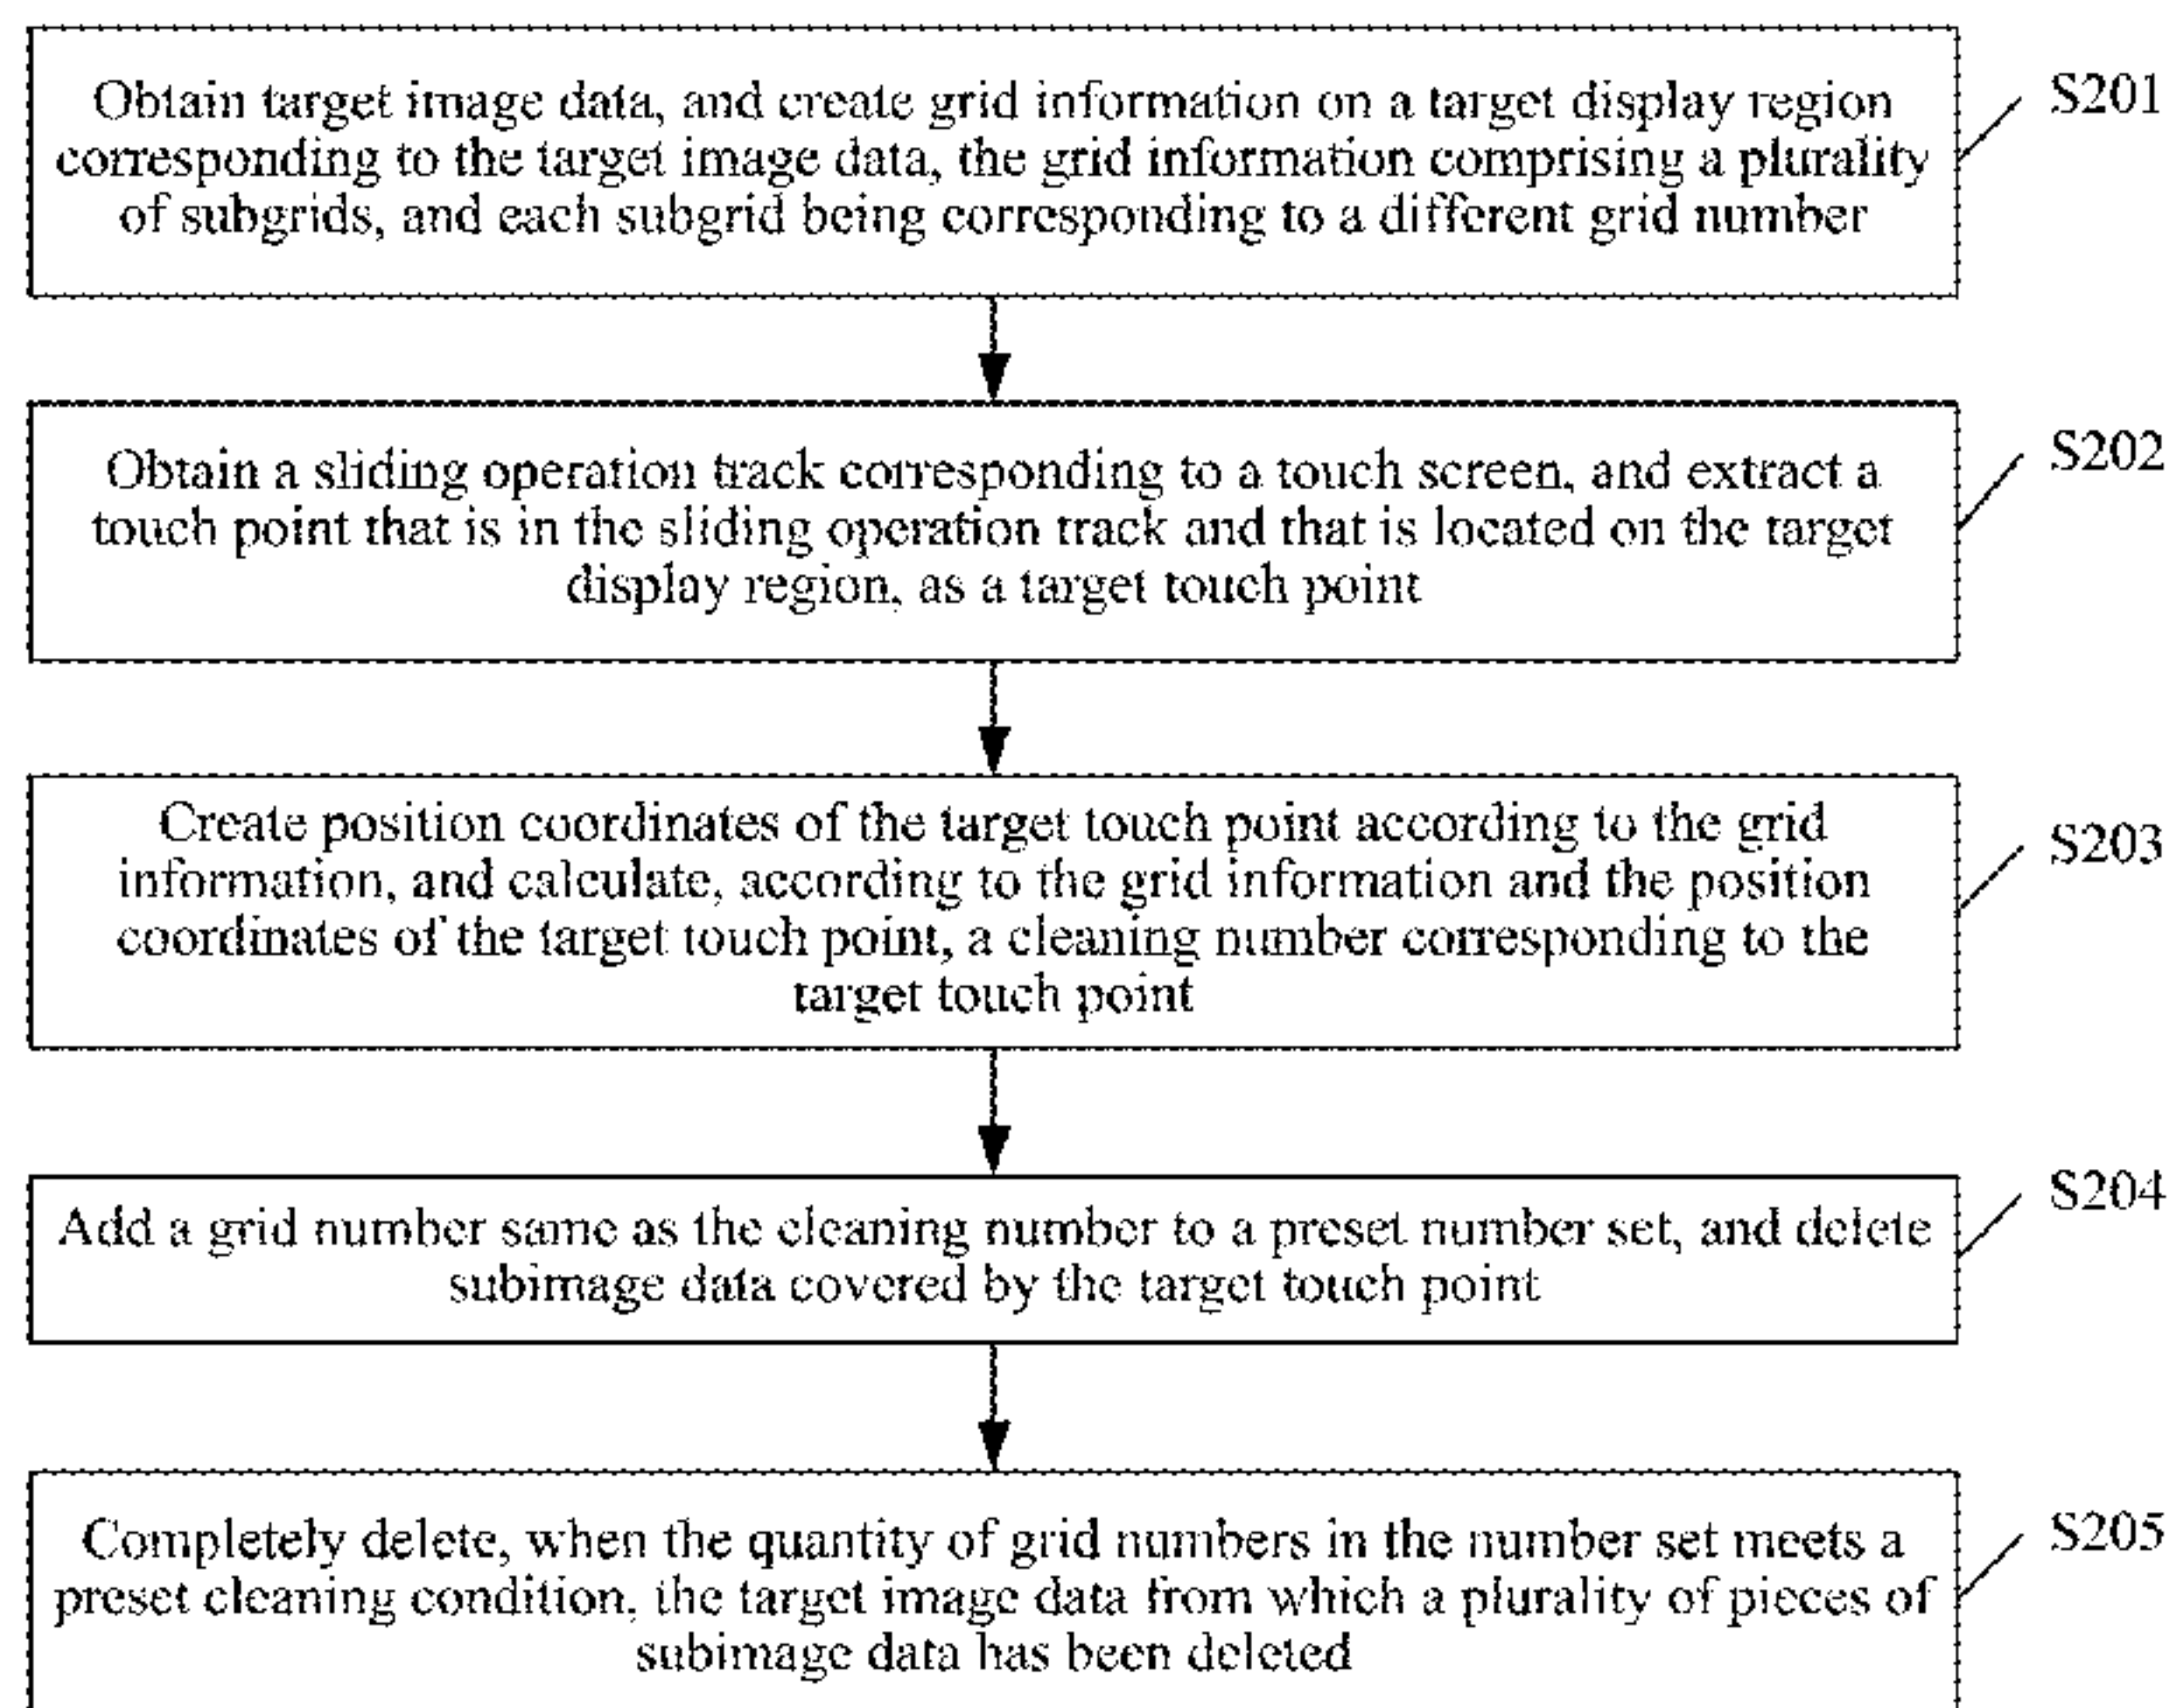 Obtain target image data, and create grid information on a target display region
corresponding to the target image data, the grid information comprising a plurality
of subgrids, and each subgrid being corresponding to a different grid number
S201
Obtain a sliding operation track corresponding to a touch screen, and extract a
touch point that is in the sliding operation track and that is located on the target
display region, as a target touch point
S202
Create position coordinates of the target touch point according to the grid
information, and calculate, according to the grid information and the position
coordinates of the target touch point, a cleaning number corresponding to the
target touch point
S203
Add a grid number same as the cleaning number to a preset number set, and delete
subimage data covered by the target touch point
S204
Completely delete, when the quantity of grid numbers in the number set meets a
preset cleaning condition, the target image data from which a plurality of pieces of
subimage data has been deleted
S205